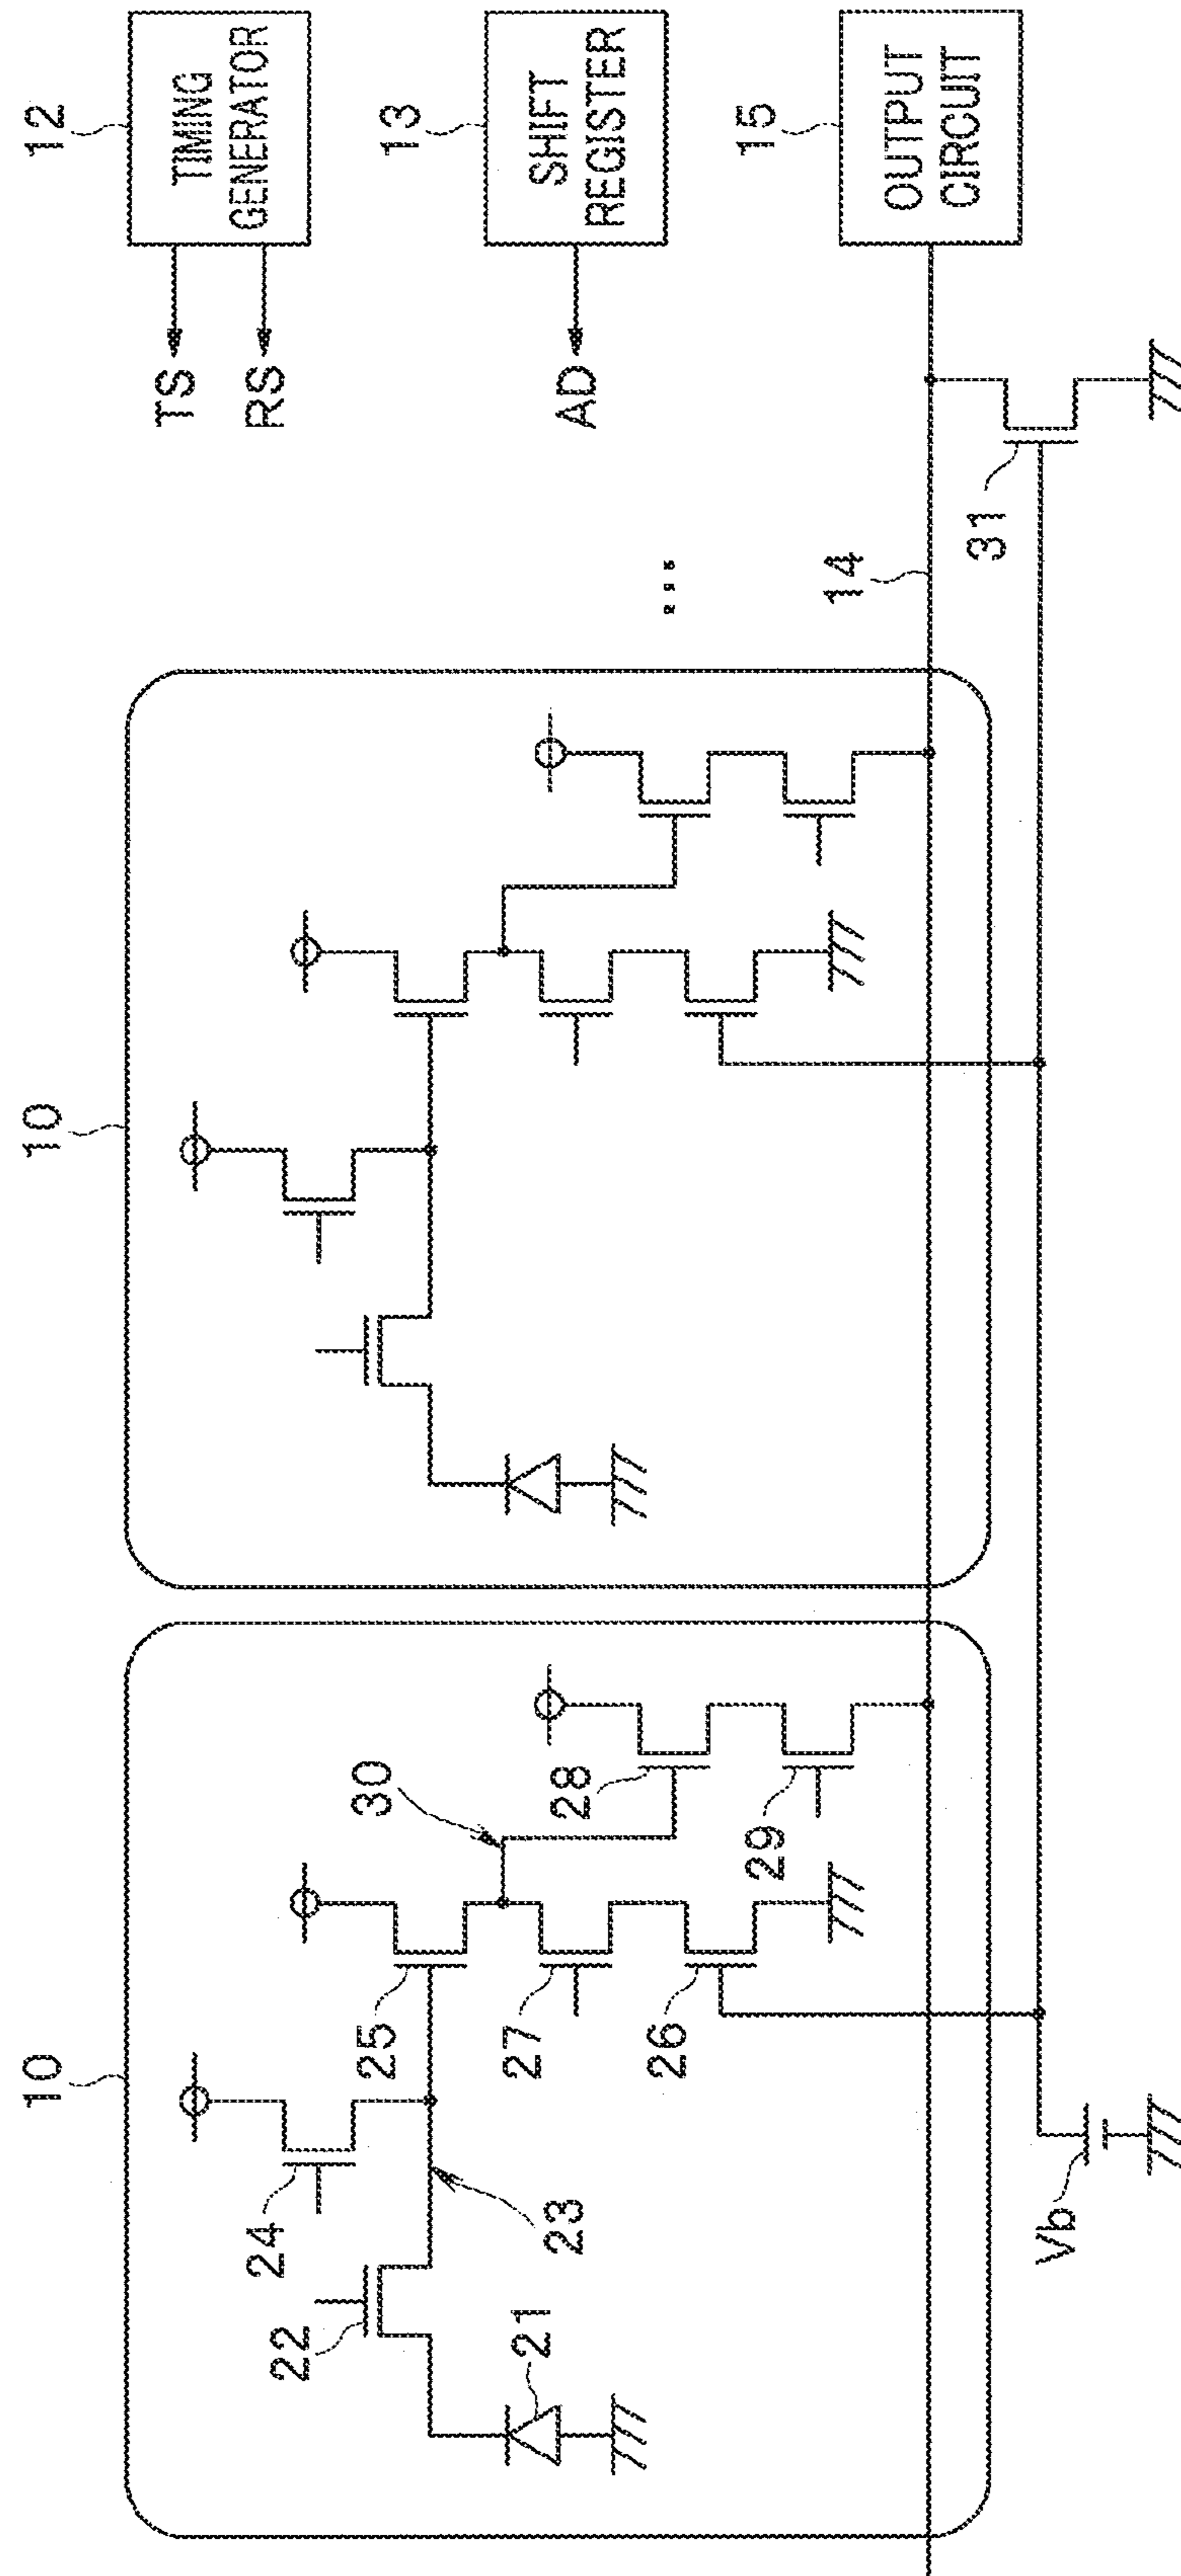 12
TIMING
GENERATOR
TS
RS
13
SHIFT
REGISTER
AD
15
OUTPUT
CIRCUIT
14
31
...
10
10
30
28
29
25
27
26
24
23
22
21
Vb